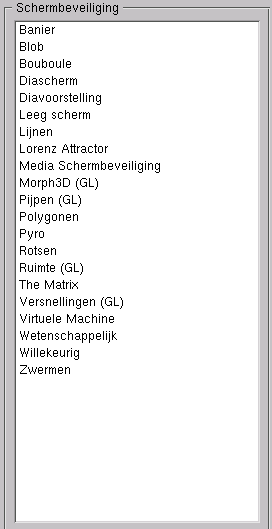 Schermbeveiliging
Banier
Blob
Bouboule
Diascherm
Diavoorstelling
Leeg scherm
Lijnen
Lorenz Attractor
Media Schermbeveiliging
Morph3D (GL)
Pijpen (GL)
Polygonen
Pyro
Rotsen
Ruimte (GL)
The Matrix
Versnellingen (GL)
Virtuele Machine
Wetenschappelijk
Willekeurig
Zwermen